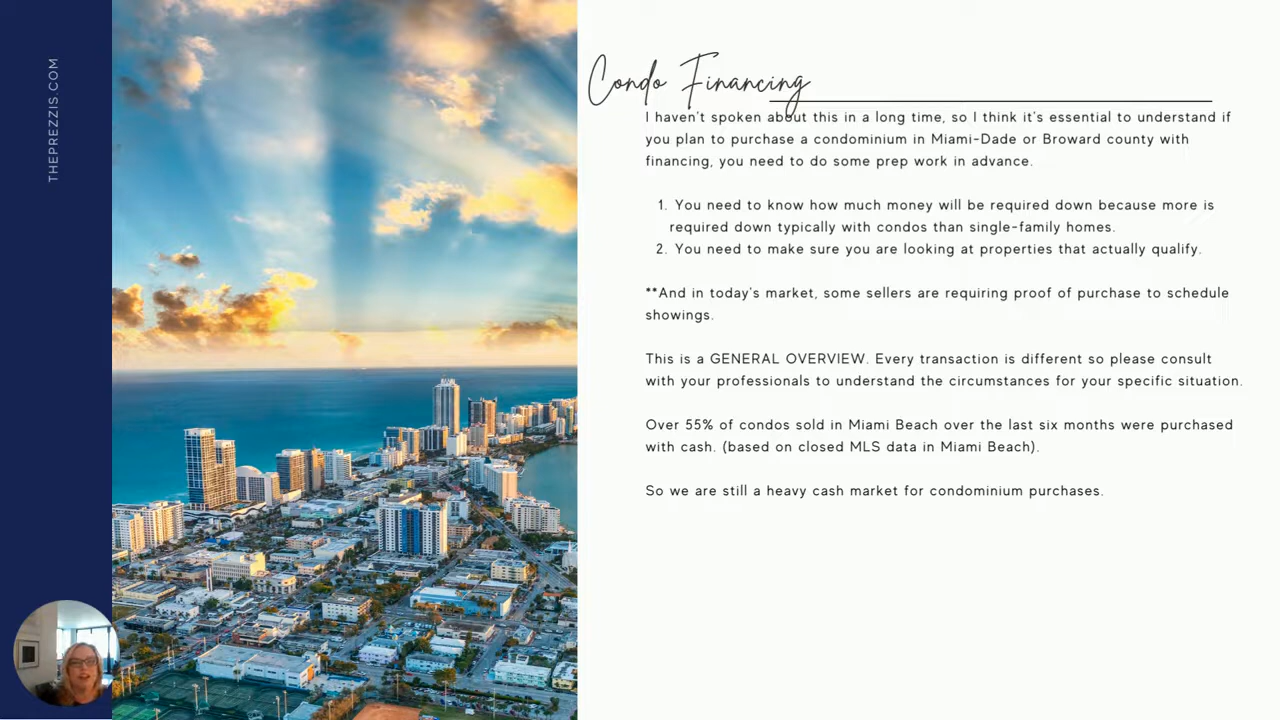 THEPREZZIS.COM
Condo Financing
I haven't spoken about this in a long time, so I think it's essential to understand if
you plan to purchase a condominium in Miami-Dade or Broward county with
financing, you need to do some prep work in advance.
1. You need to know how much money will be required down because more is
required down typically with condos than single-family homes.
2. You need to make sure you are looking at properties that actually qualify.
**And in today's market, some sellers are requiring proof of purchase to schedule
showings.
This is a GENERAL OVERVIEW. Every transaction is different so please consult
with your professionals to understand the circumstances for your specific situation.
Over 55% of condos sold in Miami Beach over the last six months were purchased
with cash. (based on closed MLS data in Miami Beach).
So we are still a heavy cash market for condominium purchases.